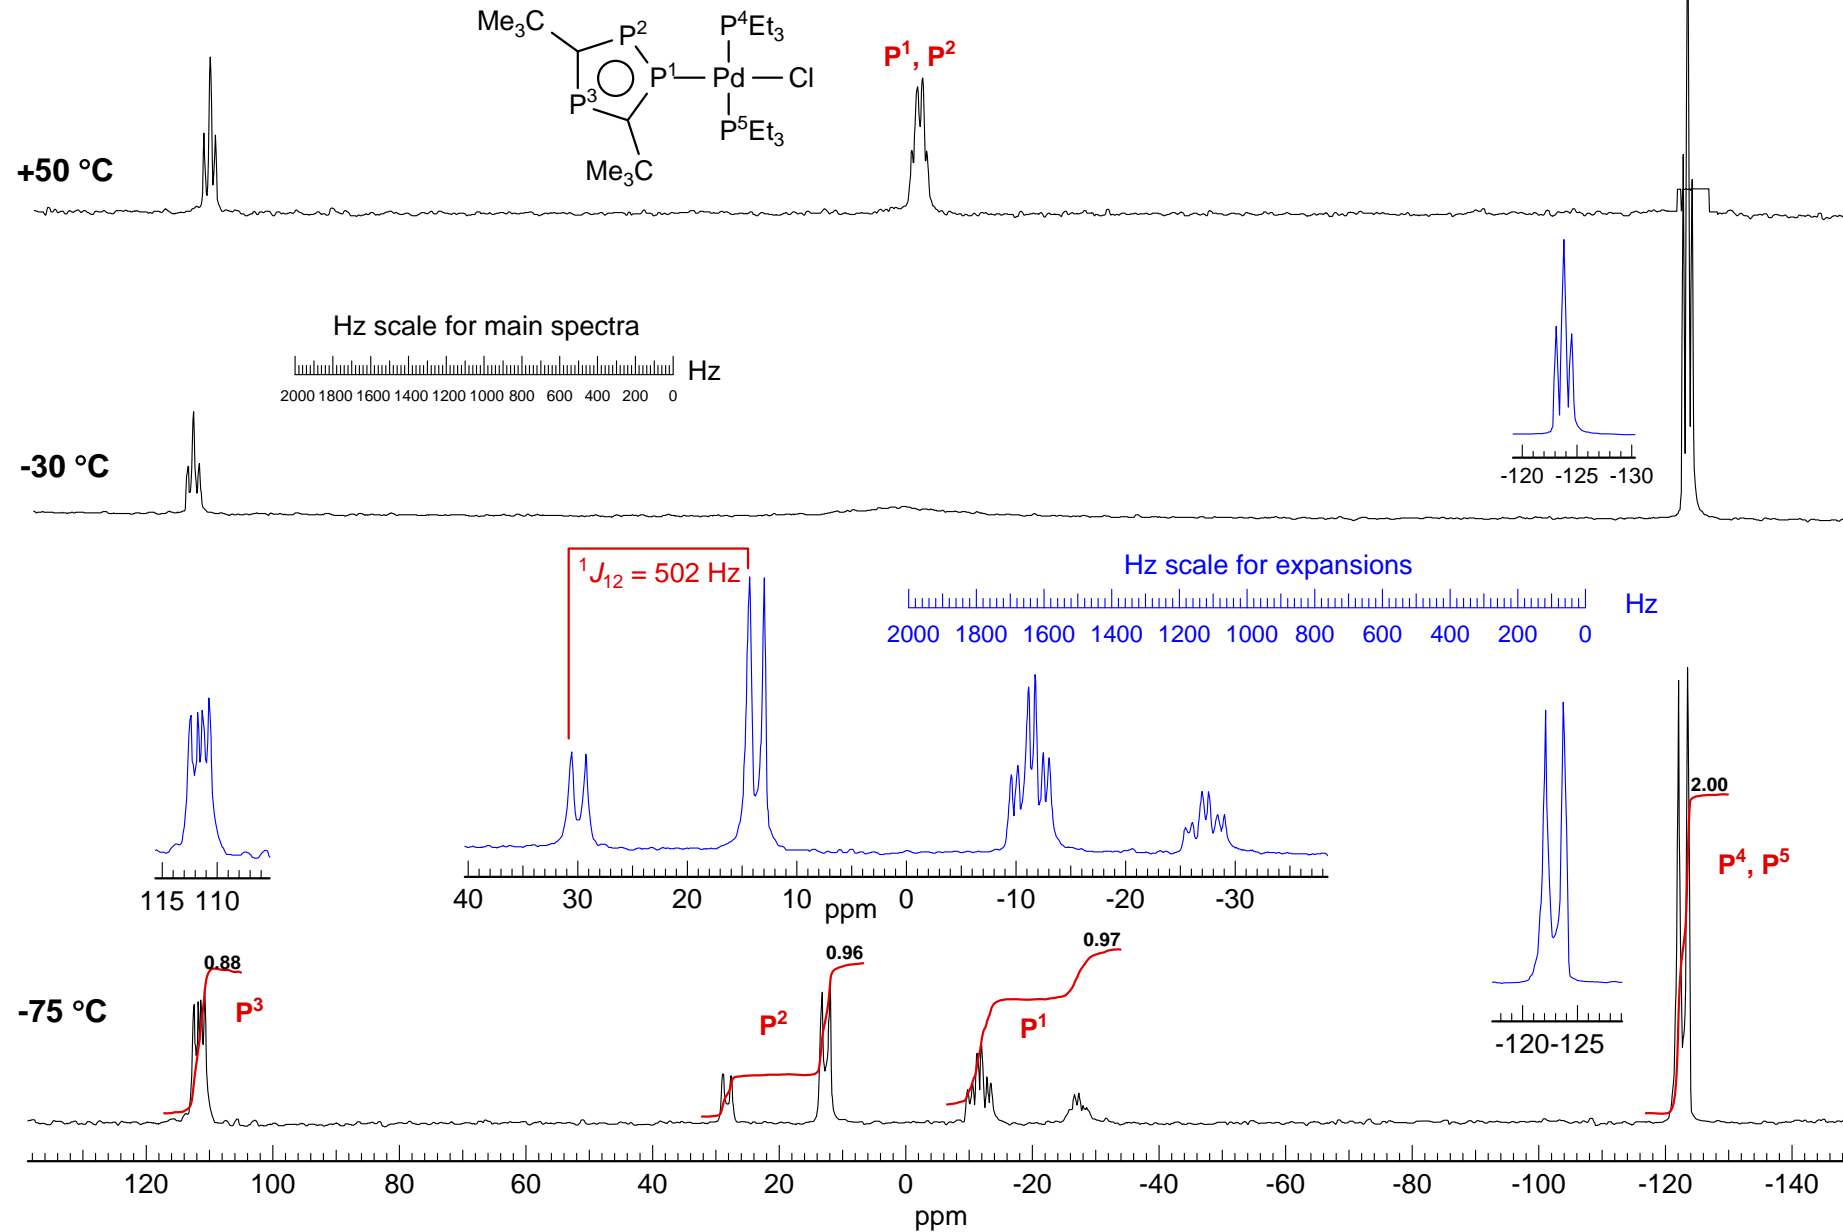 Me₃C
P²
P⁴Et₃
P¹
Pd
Cl
P³
P⁵Et₃
Me₃C
P¹, P²
+50 °C
Hz scale for main spectra
Hz
2000 1800 1600 1400 1200 1000 800 600 400 200 0
-120 -125 -130
-30 °C
¹J₁₂ = 502 Hz
Hz scale for expansions
Hz
2000 1800 1600 1400 1200 1000 800 600 400 200 0
2.00
P⁴, P⁵
115 110
40 30 20 10 ppm 0 -10 -20 -30
-120 -125
0.88
0.96
0.97
-75 °C
P³
P²
P¹
120 100 80 60 40 20 0 -20 -40 -60 -80 -100 -120 -140
ppm